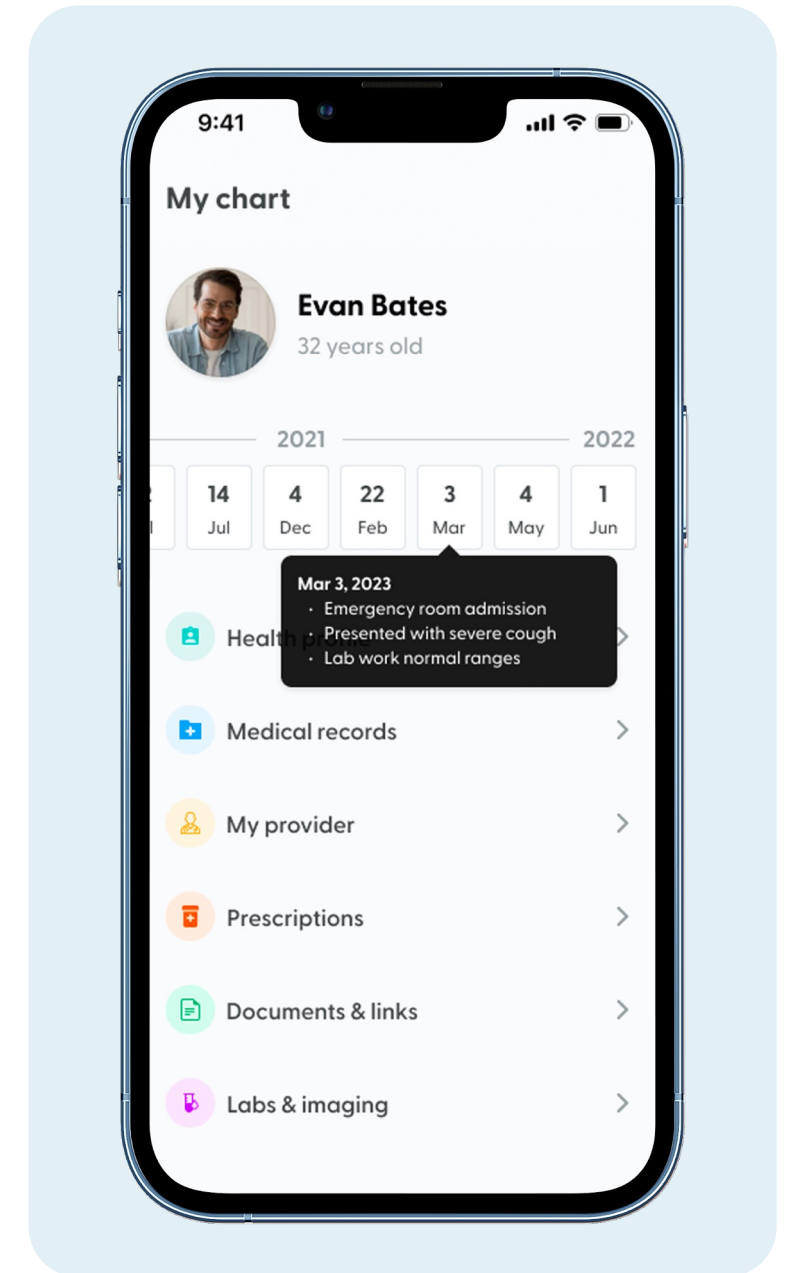 9:41
My chart
Evan Bates
32 years old
2021 2022
14 4 22 3 4 1
Jul Dec Feb Mar May Jun
Mar 3, 2023
· Emergency room admission
· Presented with severe cough
· Lab work normal ranges
Health profile
Medical records
My provider
Prescriptions
Documents & links
Labs & imaging